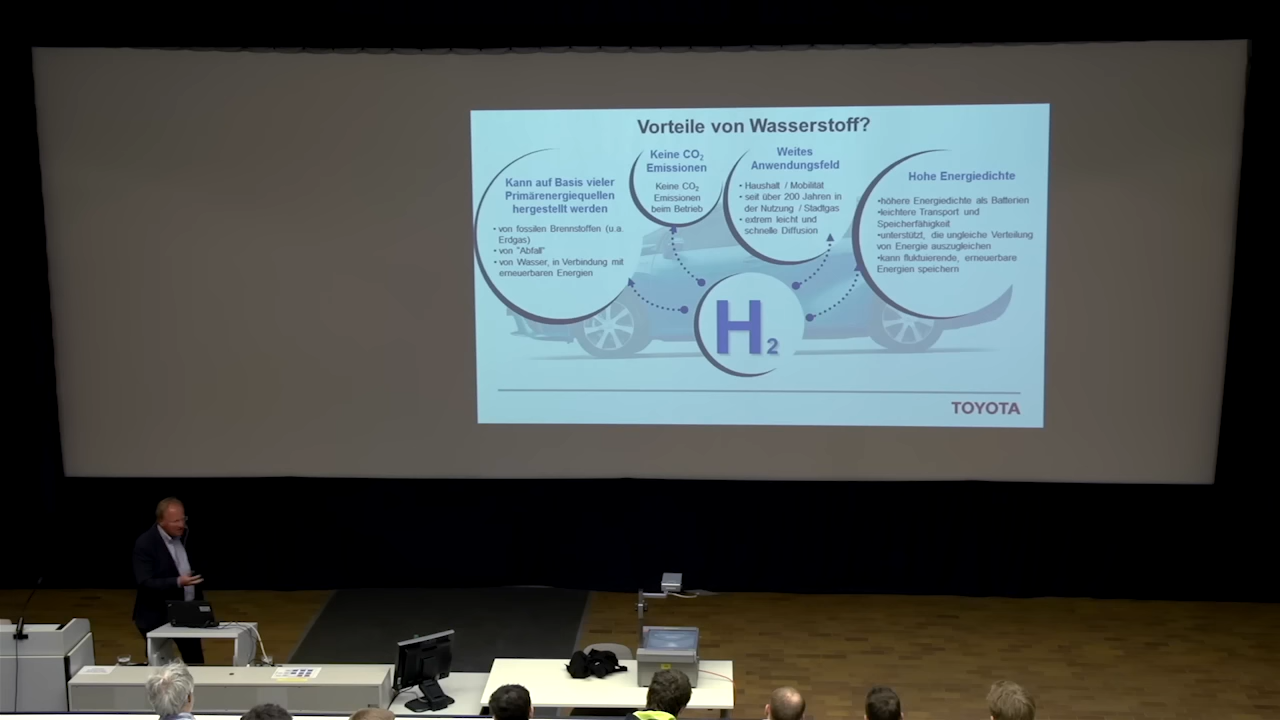 Vorteile von Wasserstoff?
Kann auf Basis vieler
Primärenergiequellen
hergestellt werden
• von fossilen Brennstoffen (u.a.
Erdgas)
• von "Abfall"
• von Wasser, in Verbindung mit
erneuerbaren Energien
Keine CO₂
Emissionen
Keine CO₂
Emissionen
beim Betrieb
Weites
Anwendungsfeld
• Haushalt / Mobilität
• seit über 200 Jahren in
der Nutzung / Stadtgas
• extrem leicht und
schnelle Diffusion
Hohe Energiedichte
•höhere Energiedichte als Batterien
•leichtere Transport und
Speicherfähigkeit
•unterstützt, die ungleiche Verteilung
von Energie auszugleichen
•kann fluktuierende, erneuerbare
Energien speichern
H₂
TOYOTA